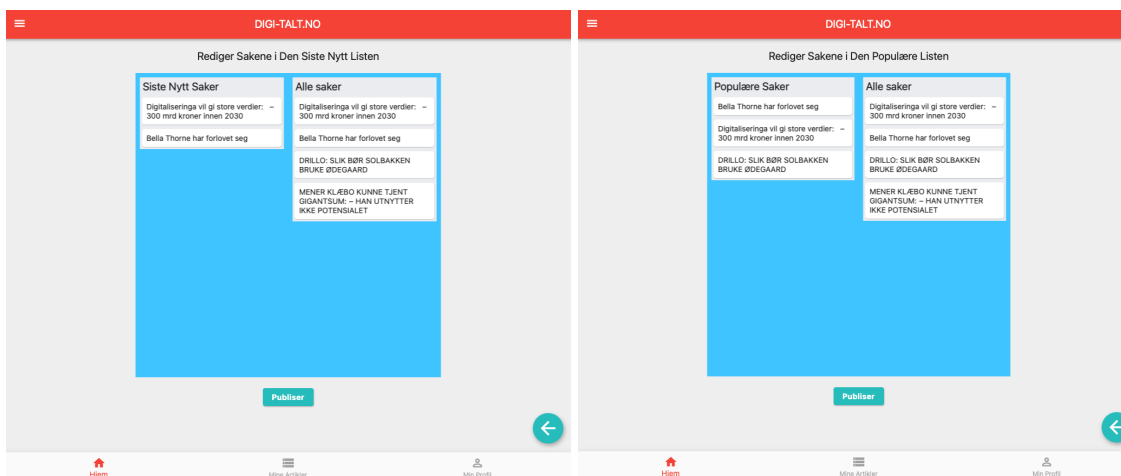 DIGI-TALT.NO
Rediger Sakene i Den Siste Nytt Listen
Siste Nytt Saker
Digitaliseringa vil gi store verdier: –
300 mrd kroner innen 2030
Bella Thorne har forlovet seg
Alle saker
Digitaliseringa vil gi store verdier: –
300 mrd kroner innen 2030
Bella Thorne har forlovet seg
DRILLO: SLIK BØR SOLBAKKEN
BRUKE ØDEGAARD
MENER KLÆBO KUNNE TJENT
GIGANTSUM: – HAN UTNYTTER
IKKE POTENSIALET
Publiser
Hjem
Mine Artikler
Min Profil
DIGI-TALT.NO
Rediger Sakene i Den Populære Listen
Populære Saker
Bella Thorne har forlovet seg
Digitaliseringa vil gi store verdier: –
300 mrd kroner innen 2030
DRILLO: SLIK BØR SOLBAKKEN
BRUKE ØDEGAARD
Alle saker
Digitaliseringa vil gi store verdier: –
300 mrd kroner innen 2030
Bella Thorne har forlovet seg
DRILLO: SLIK BØR SOLBAKKEN
BRUKE ØDEGAARD
MENER KLÆBO KUNNE TJENT
GIGANTSUM: – HAN UTNYTTER
IKKE POTENSIALET
Publiser
Hjem
Mine Artikler
Min Profil